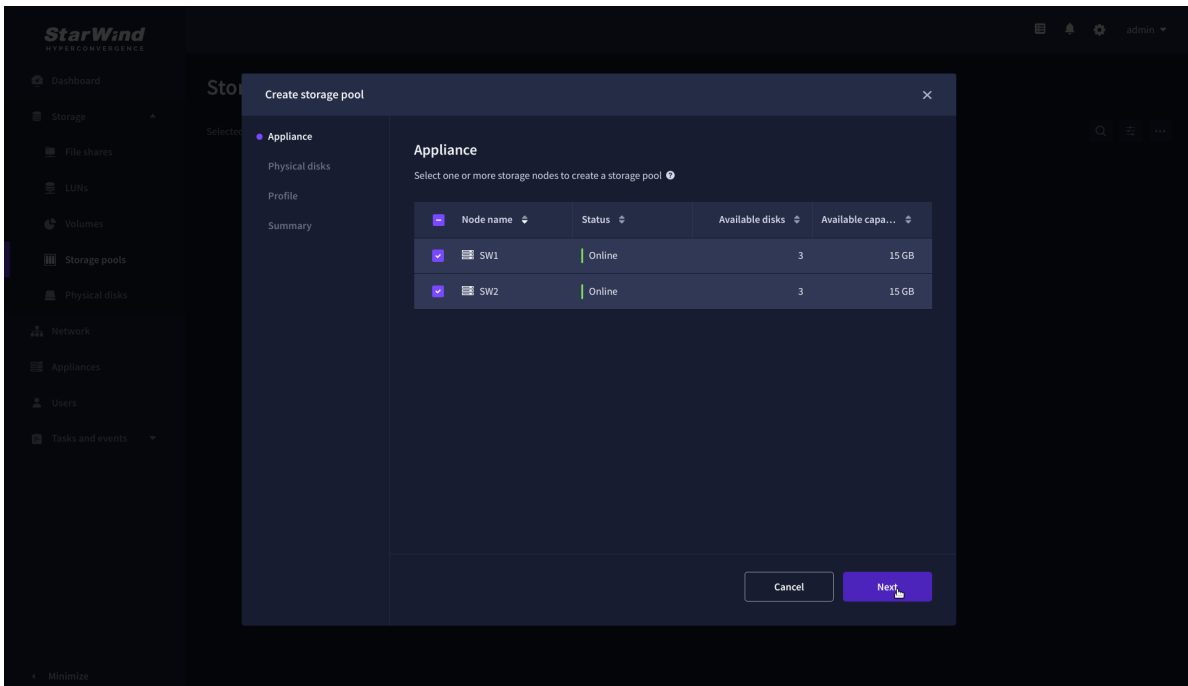 StarWind
HYPERCONVERGENCE
admin
Dashboard
Storage
File shares
LUNs
Volumes
Storage pools
Physical disks
Network
Appliances
Users
Tasks and events
Minimize
Stor
Selected
Create storage pool
Appliance
Physical disks
Profile
Summary
Appliance
Select one or more storage nodes to create a storage pool
Node name Status Available disks Available capa...
SW1 Online 3 15 GB
SW2 Online 3 15 GB
Cancel Next